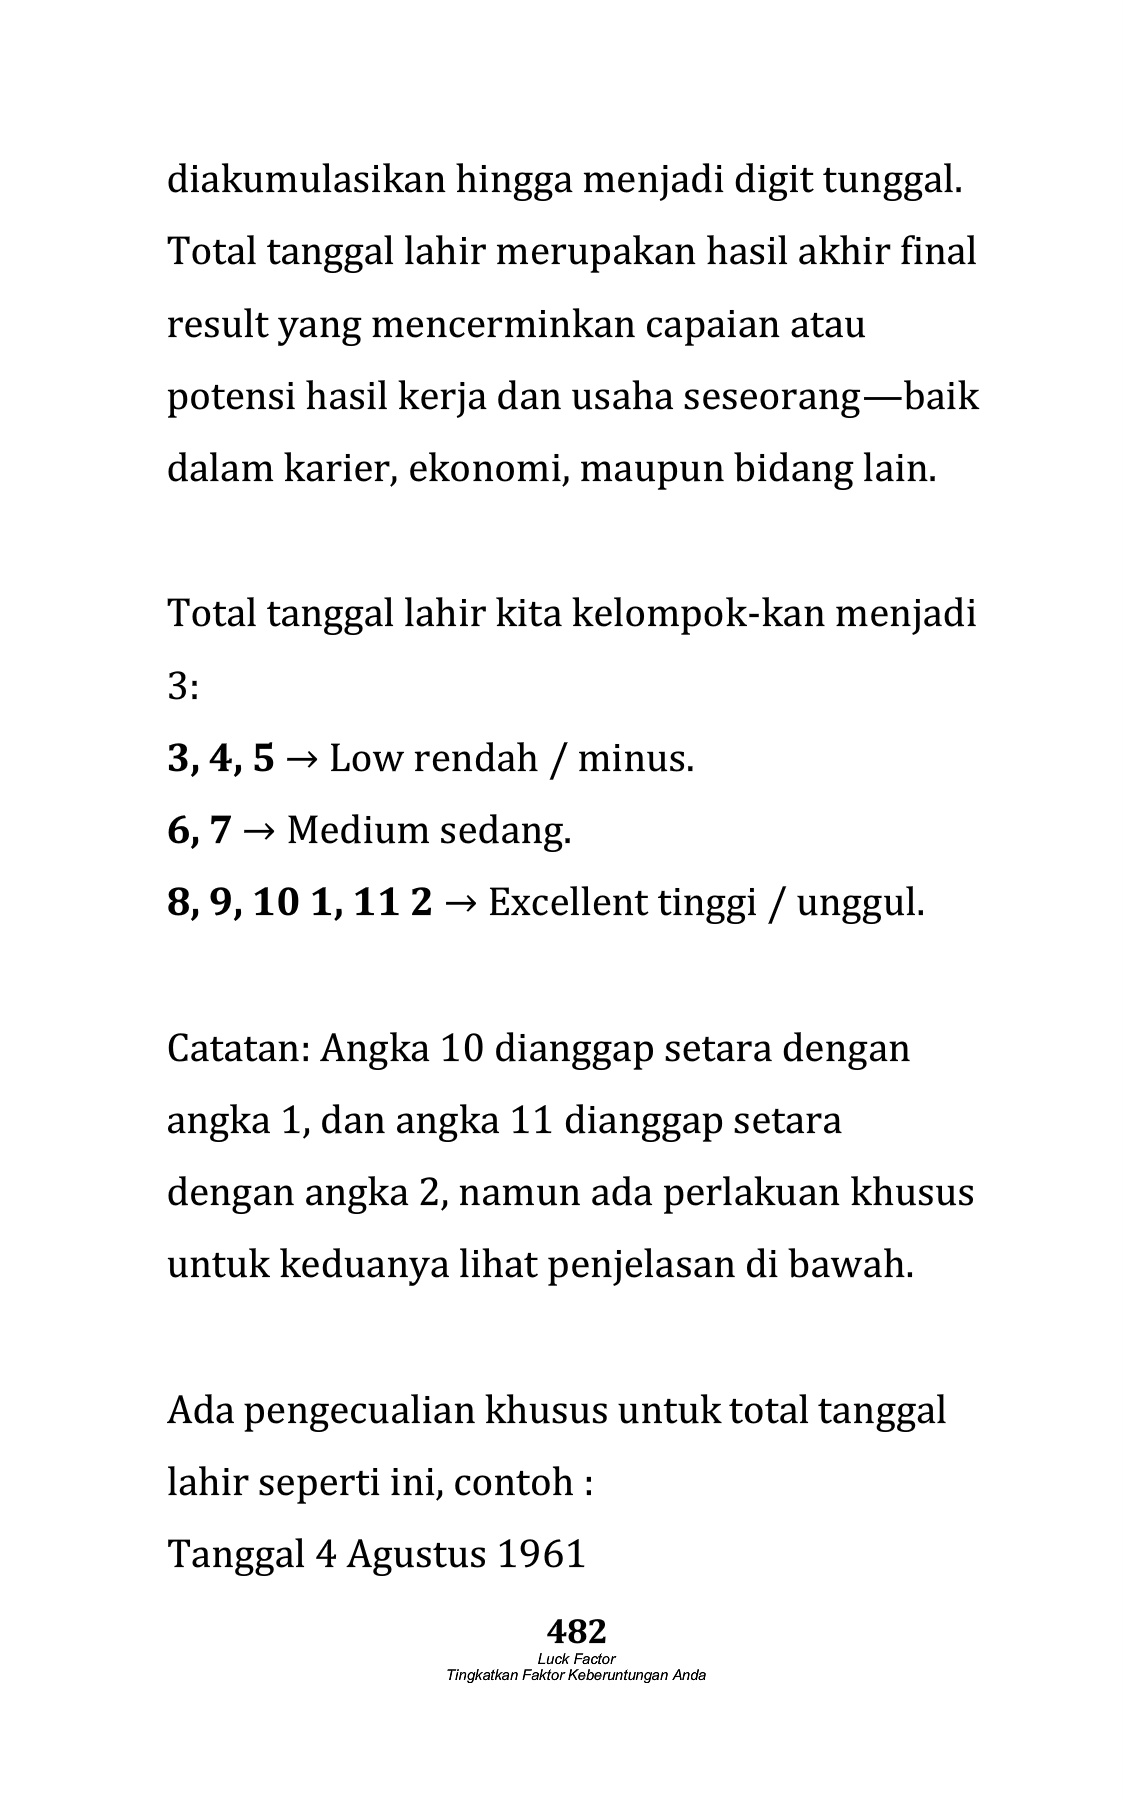 diakumulasikan hingga menjadi digit tunggal.
Total tanggal lahir merupakan hasil akhir final
result yang mencerminkan capaian atau
potensi hasil kerja dan usaha seseorang—baik
dalam karier, ekonomi, maupun bidang lain.
Total tanggal lahir kita kelompok-kan menjadi
3:
3, 4, 5 → Low rendah / minus.
6, 7 → Medium sedang.
8, 9, 10 1, 11 2 → Excellent tinggi / unggul.
Catatan: Angka 10 dianggap setara dengan
angka 1, dan angka 11 dianggap setara
dengan angka 2, namun ada perlakuan khusus
untuk keduanya lihat penjelasan di bawah.
Ada pengecualian khusus untuk total tanggal
lahir seperti ini, contoh :
Tanggal 4 Agustus 1961
482
Luck Factor
Tingkatkan Faktor Keberuntungan Anda